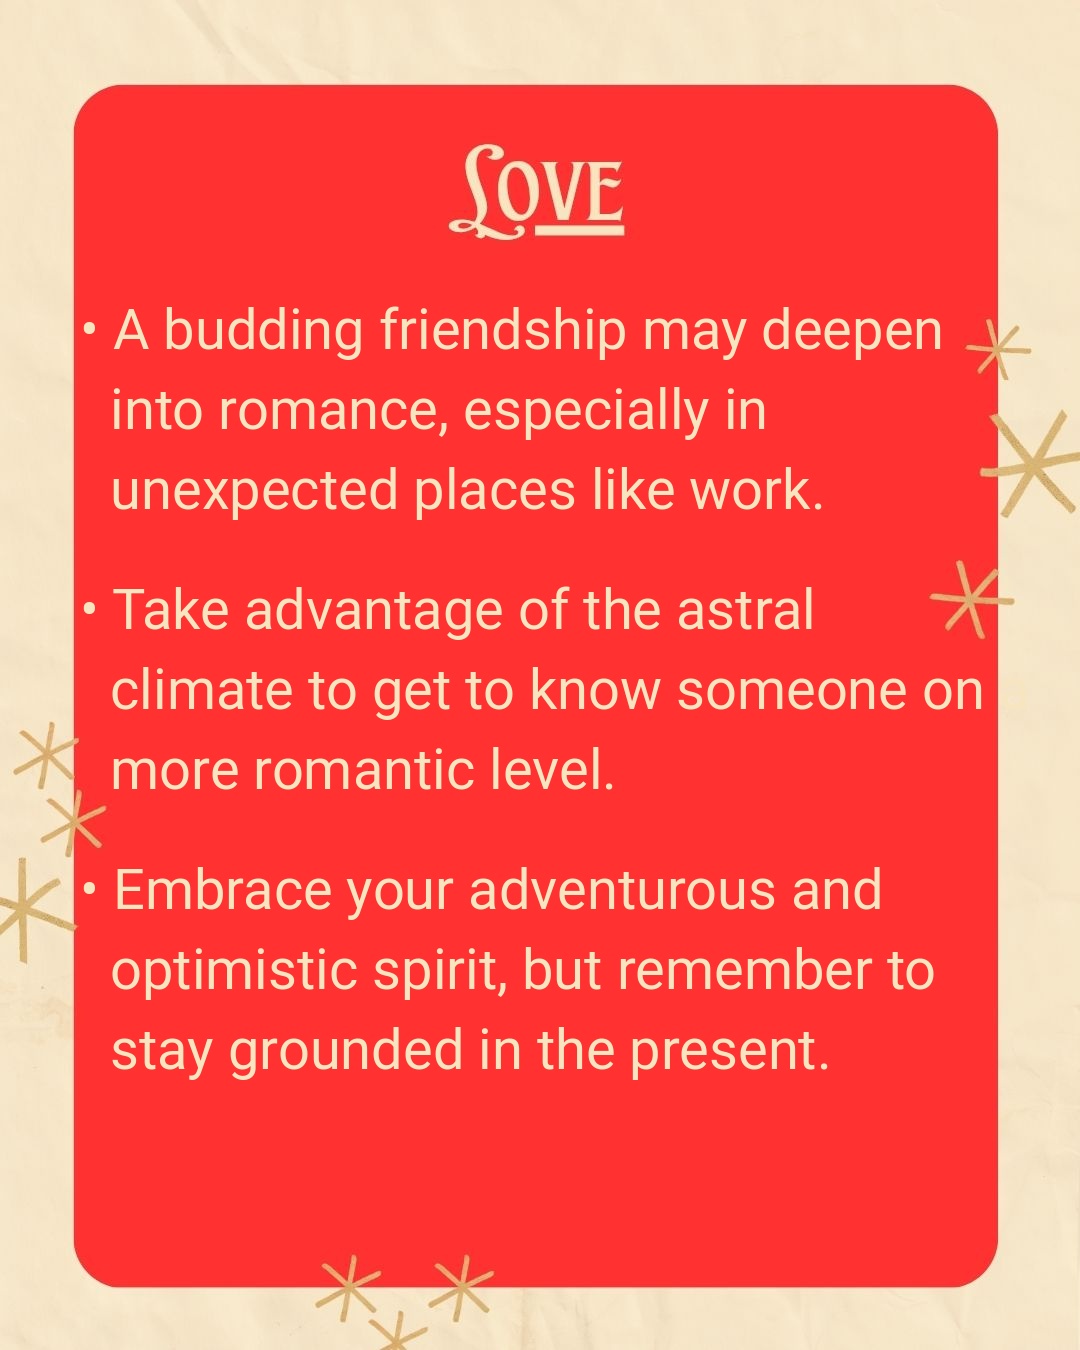 Love
• A budding friendship may deepen
into romance, especially in
unexpected places like work.
• Take advantage of the astral
climate to get to know someone on
more romantic level.
• Embrace your adventurous and
optimistic spirit, but remember to
stay grounded in the present.